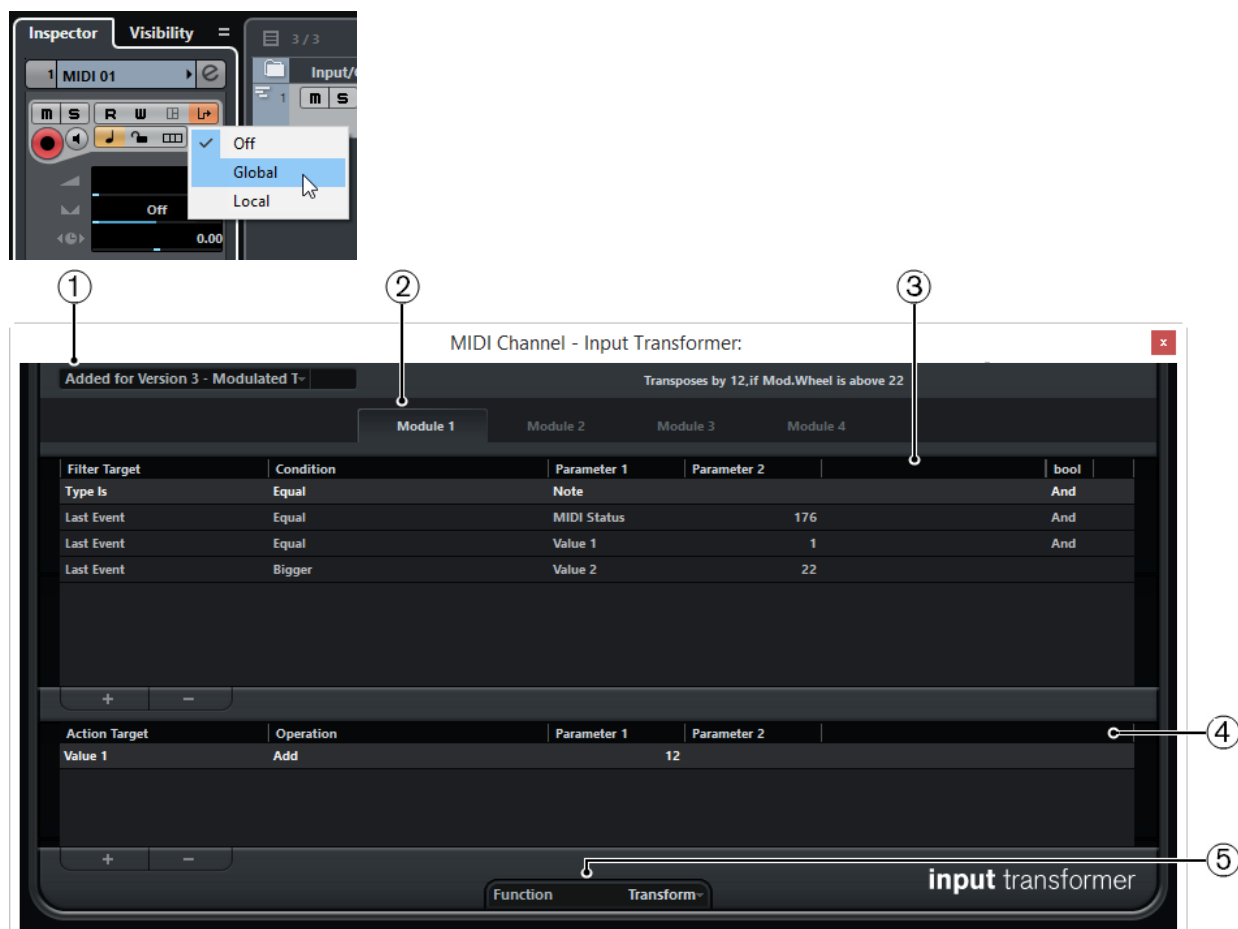 Inspector Visibility
3 / 3
1 MIDI 01
Input/
m S R W
1 m S
Off
Global
Local
Off
0.00
1 2 3
MIDI Channel - Input Transformer:
x
Added for Version 3 - Modulated T
Transposes by 12,if Mod.Wheel is above 22
Module 1 Module 2 Module 3 Module 4
Filter Target Condition Parameter 1 Parameter 2 bool
Type Is Equal Note And
Last Event Equal MIDI Status 176 And
Last Event Equal Value 1 1 And
Last Event Bigger Value 2 22
+ −
Action Target Operation Parameter 1 Parameter 2
4
Value 1 Add 12
+ −
5
Function Transform
input transformer